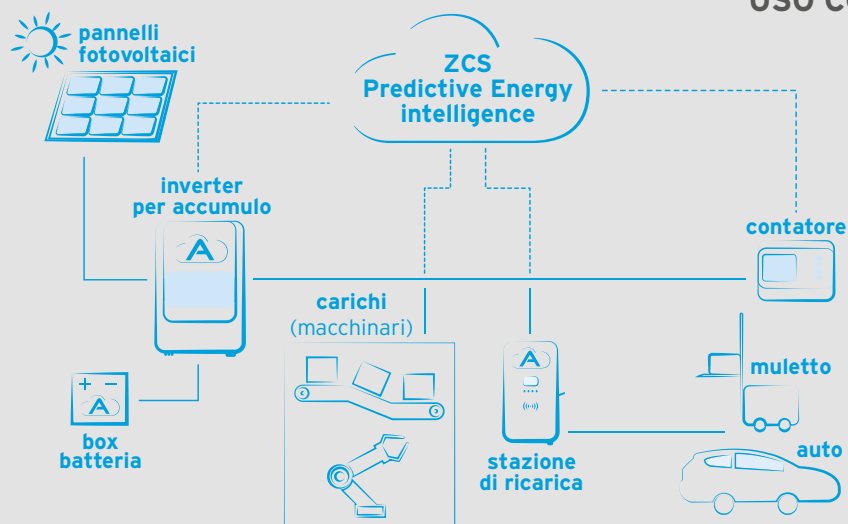 pannelli
fotovoltaici
ZCS
Predictive Energy
intelligence
inverter
per accumulo
A
contatore
carichi
(macchinari)
A
muletto
+ −
A
box
batteria
stazione
di ricarica
auto